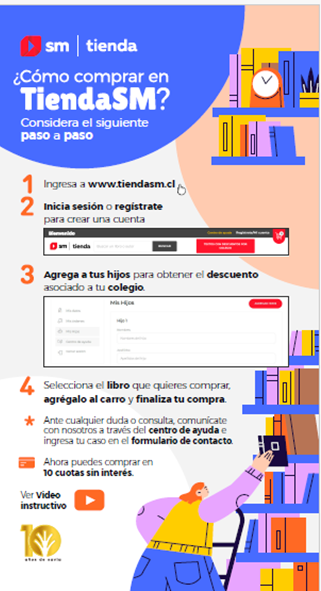 sm | tienda
¿Cómo comprar en
TiendaSM?
Considera el siguiente
paso a paso
1 Ingresa a www.tiendasm.cl
2 Inicia sesión o regístrate
para crear una cuenta
Bienvenido
sm | tienda
BUSCAR
3 Agrega a tus hijos para obtener el descuento
asociado a tu colegio.
Mis Hijos
Hijo 1
4 Selecciona el libro que quieres comprar,
agrégalo al carro y finaliza tu compra.
* Ante cualquier duda o consulta, comunícate
con nosotros a través del centro de ayuda e
ingresa tu caso en el formulario de contacto.
Ahora puedes comprar en
10 cuotas sin interés.
Ver Video
instructivo
10